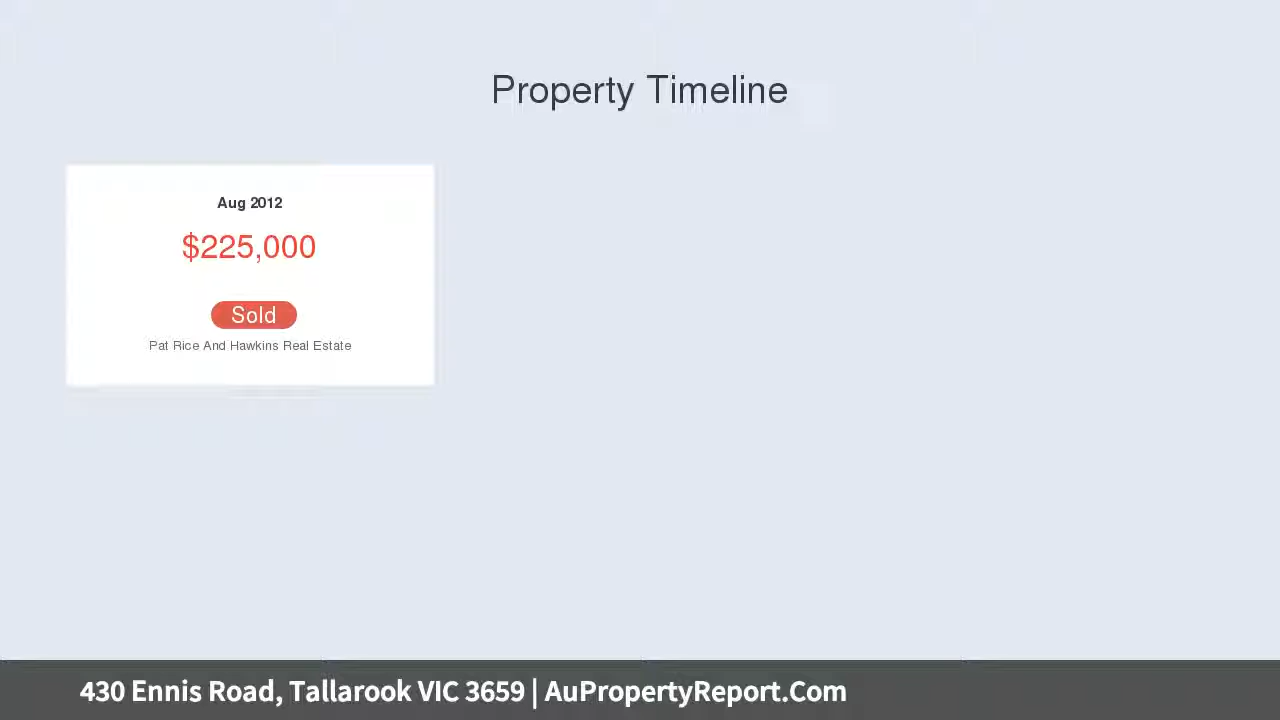 Property Timeline
Aug 2012
$225,000
Sold
Pat Rice And Hawkins Real Estate
430 Ennis Road, Tallarook VIC 3659 | AuPropertyReport.Com